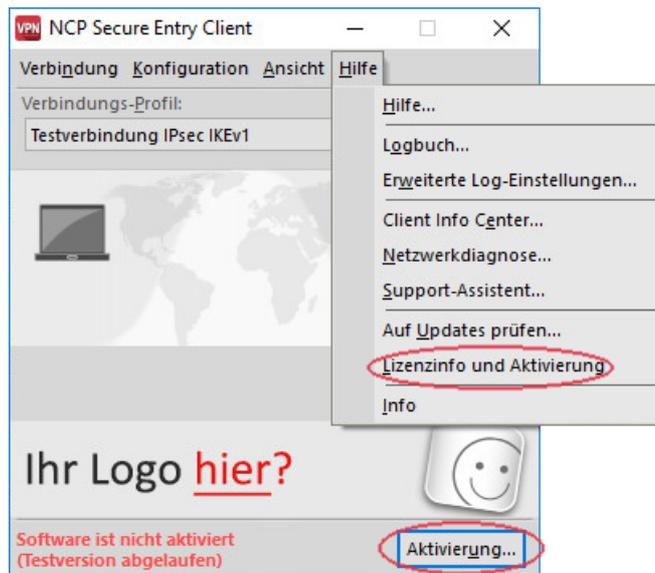 VPN NCP Secure Entry Client
Verbindung Konfiguration Ansicht Hilfe
Verbindungs-Profil:
Testverbindung IPsec IKEv1
Hilfe...
Logbuch...
Erweiterte Log-Einstellungen...
Client Info Center...
Netzwerkdiagnose...
Support-Assistent...
Auf Updates prüfen...
Lizenzinfo und Aktivierung
Info
Ihr Logo hier?
Software ist nicht aktiviert
(Testversion abgelaufen)
Aktivierung...